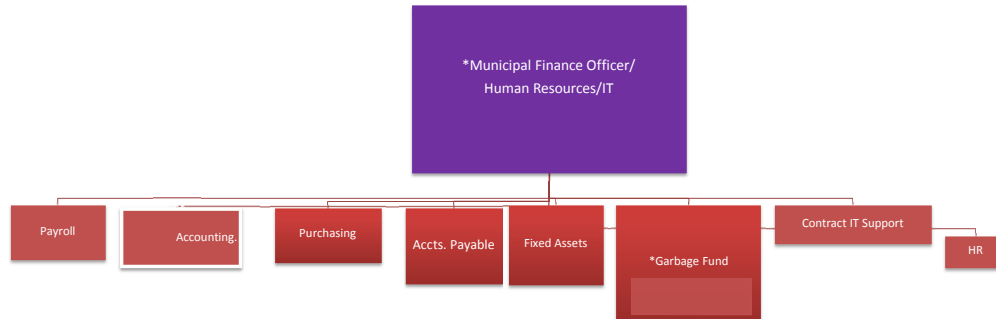 *Municipal Finance Officer/
Human Resources/IT
Payroll
Accounting.
Purchasing
Accts. Payable
Fixed Assets
*Garbage Fund
Contract IT Support
HR